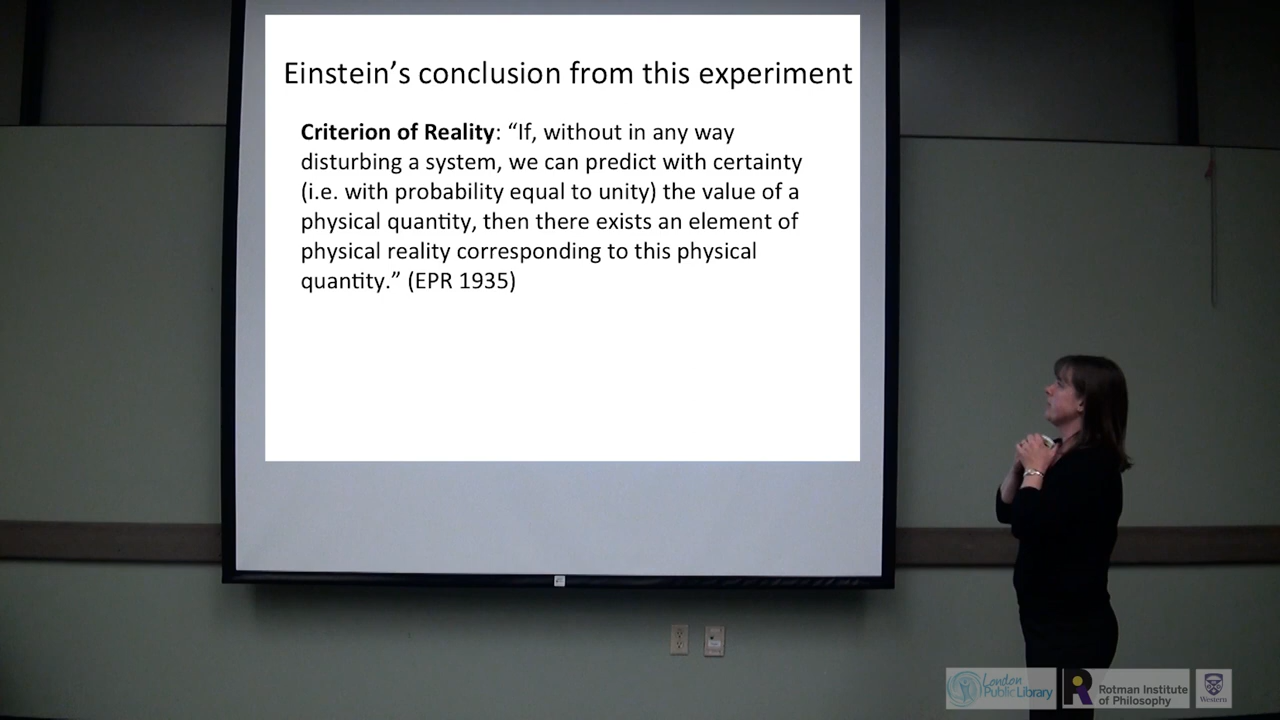 Einstein’s conclusion from this experiment
Criterion of Reality: “If, without in any way
disturbing a system, we can predict with certainty
(i.e. with probability equal to unity) the value of a
physical quantity, then there exists an element of
physical reality corresponding to this physical
quantity.” (EPR 1935)
London
Public Library
Rotman Institute
of Philosophy
Western